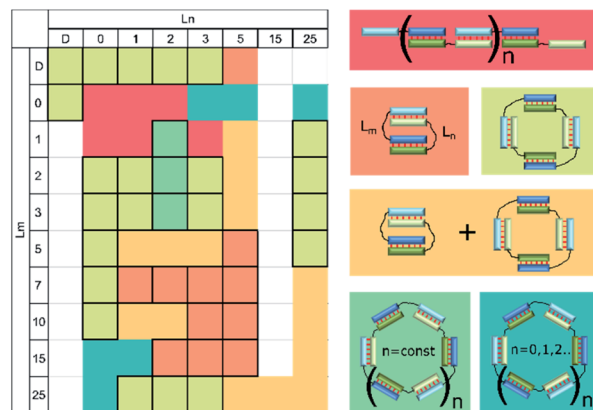 Ln
D 0 1 2 3 5 15 25
Lm
D
0
1
2
3
5
7
10
15
25
( ) n
Lm Ln
+
n=const
( ) n
n=0,1,2..
( ) n